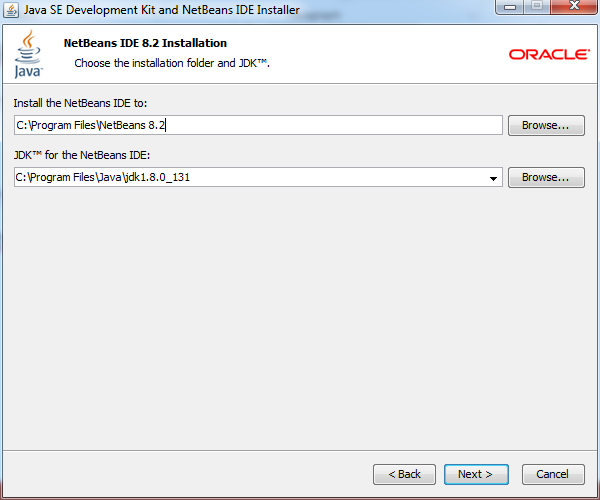 Java SE Development Kit and NetBeans IDE Installer
NetBeans IDE 8.2 Installation
Choose the installation folder and JDK™.
Java™
ORACLE®
Install the NetBeans IDE to:
C:\Program Files\NetBeans 8.2
Browse...
JDK™ for the NetBeans IDE:
C:\Program Files\Java\jdk1.8.0_131
Browse...
< Back
Next >
Cancel